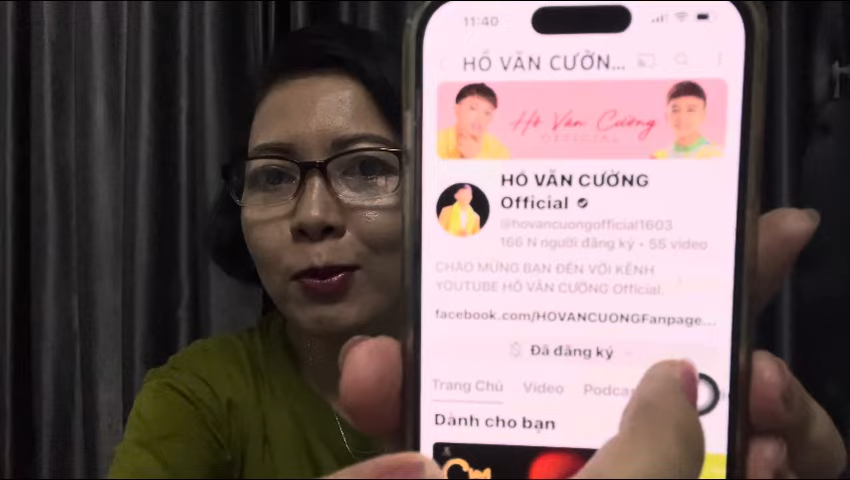 11:40
HỒ VĂN CƯỜN...
Hồ Văn Cường
OFFICIAL
HỒ VĂN CƯỜNG
Official
@hovancuongofficial1603
166 N người đăng ký • 55 video
CHÀO MỪNG BẠN ĐẾN VỚI KÊNH
YOUTUBE HỒ VĂN CƯỜNG Official.
facebook.com/HOVANCUONGFanpage...
Đã đăng ký
Trang Chủ Video
Dành cho bạn